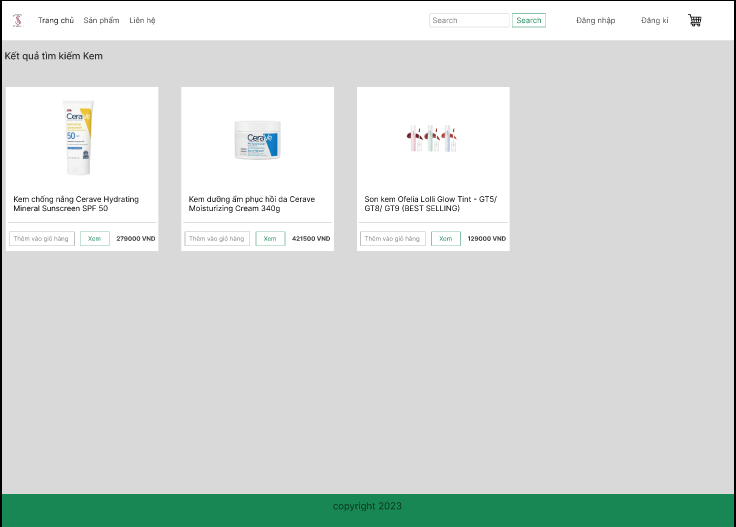 Trang chủ Sản phẩm Liên hệ Search Search Đăng nhập Đăng kí
Kết quả tìm kiếm Kem
CeraVe
50
CeraVe
Kem chống nắng Cerave Hydrating
Mineral Sunscreen SPF 50
Thêm vào giỏ hàng Xem 279000 VND
Kem dưỡng ẩm phục hồi da Cerave
Moisturizing Cream 340g
Thêm vào giỏ hàng Xem 421500 VND
Son kem Ofelia Lolli Glow Tint - GT5/
GT8/ GT9 (BEST SELLING)
Thêm vào giỏ hàng Xem 129000 VND
copyright 2023